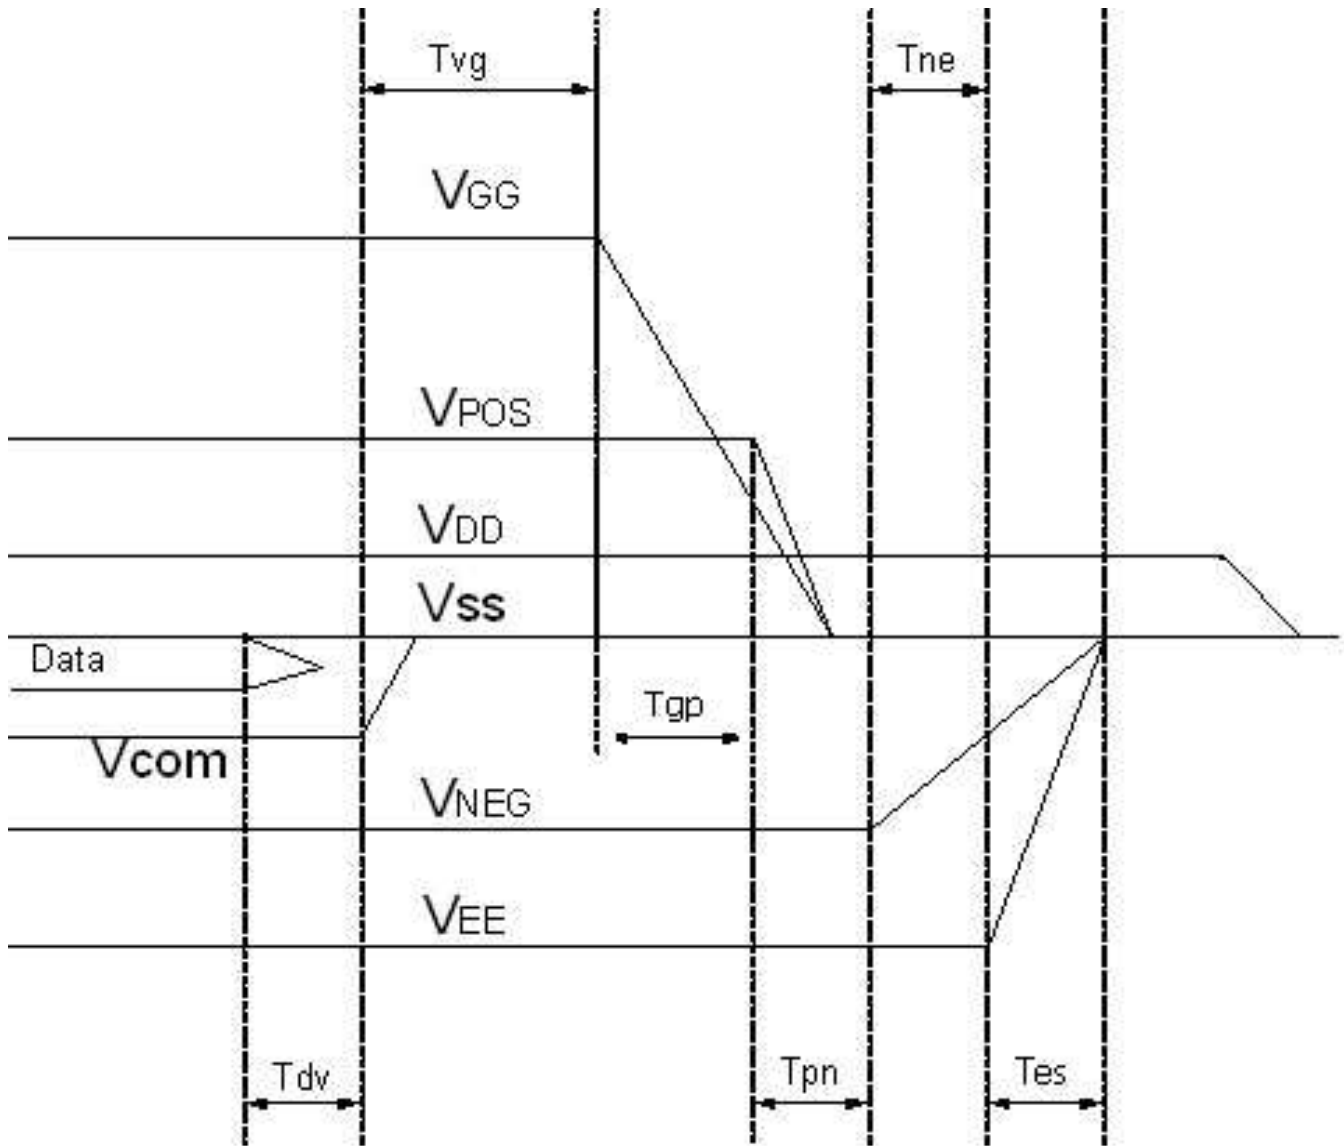 Tvg
Tne
VGG
VPOS
VDD
Vss
Data
Tgp
Vcom
VNEG
VEE
Tdv
Tpn
Tes